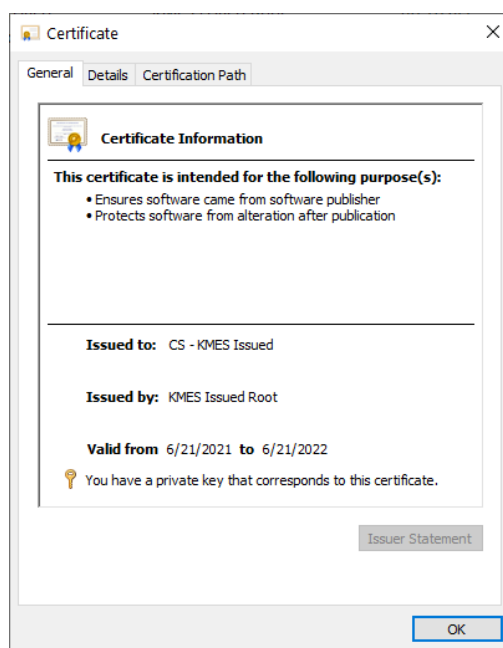 Certificate
General Details Certification Path
Certificate Information
This certificate is intended for the following purpose(s):
• Ensures software came from software publisher
• Protects software from alteration after publication
Issued to: CS - KMES Issued
Issued by: KMES Issued Root
Valid from 6/21/2021 to 6/21/2022
You have a private key that corresponds to this certificate.
Issuer Statement
OK